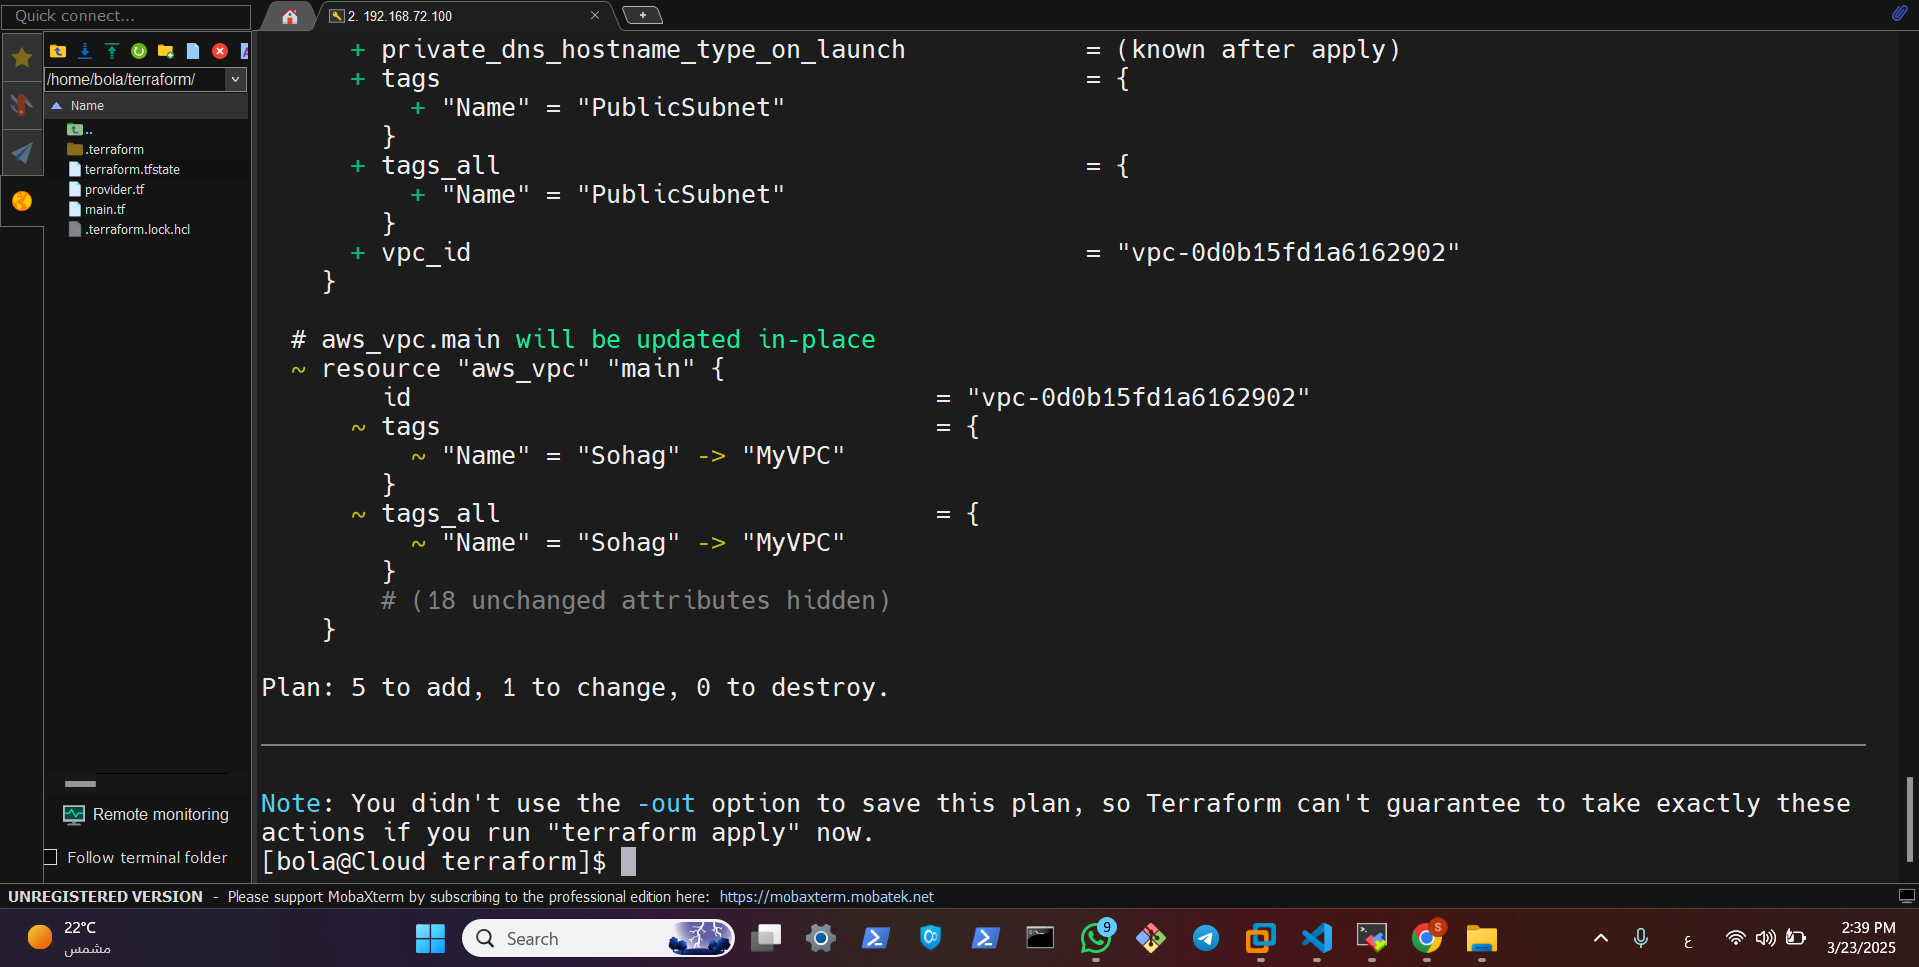 Quick connect...
2. 192.168.72.100
/home/bola/terraform/
Name
..
.terraform
terraform.tfstate
provider.tf
main.tf
.terraform.lock.hcl
Remote monitoring
Follow terminal folder
+ private_dns_hostname_type_on_launch = (known after apply)
+ tags = {
+ "Name" = "PublicSubnet"
}
+ tags_all = {
+ "Name" = "PublicSubnet"
}
+ vpc_id = "vpc-0d0b15fd1a6162902"
}
# aws_vpc.main will be updated in-place
~ resource "aws_vpc" "main" {
id = "vpc-0d0b15fd1a6162902"
~ tags = {
~ "Name" = "Sohag" -> "MyVPC"
}
~ tags_all = {
~ "Name" = "Sohag" -> "MyVPC"
}
# (18 unchanged attributes hidden)
}
Plan: 5 to add, 1 to change, 0 to destroy.
Note: You didn't use the -out option to save this plan, so Terraform can't guarantee to take exactly these
actions if you run "terraform apply" now.
[bola@Cloud terraform]$
UNREGISTERED VERSION - Please support MobaXterm by subscribing to the professional edition here: https://mobaxterm.mobatek.net
22°C
مشمس
Search
9
S
ع
2:39 PM
3/23/2025